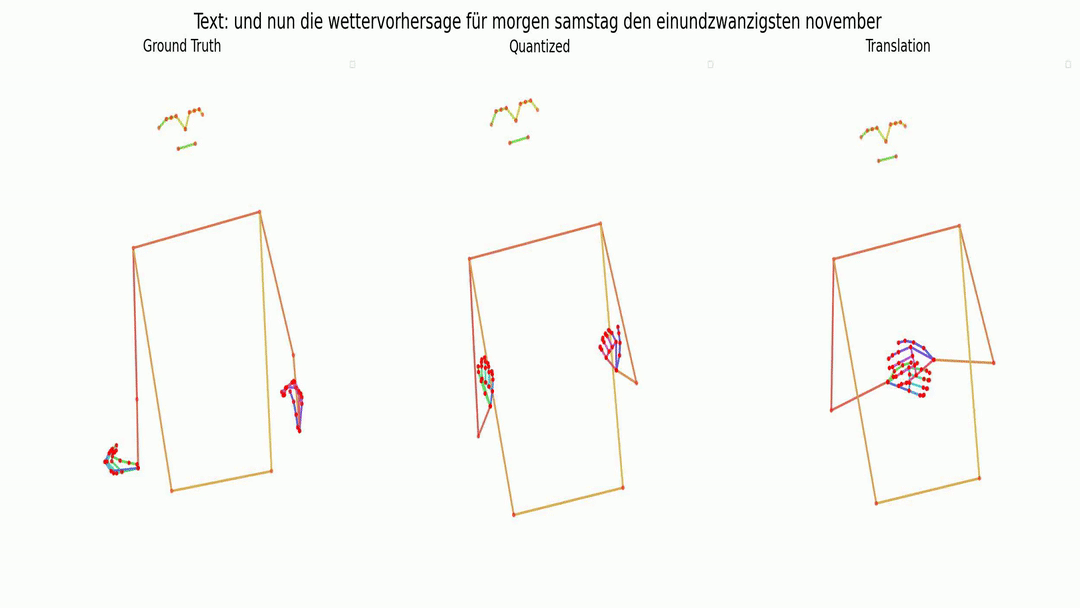 Text: und nun die wettervorhersage für morgen samstag den einundzwanzigsten november
Ground Truth
Quantized
Translation